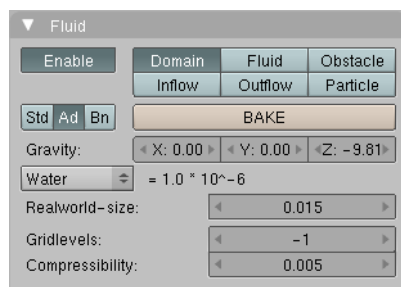 Fluid
Enable Domain Fluid Obstacle
Inflow Outflow Particle
Std Ad Bn BAKE
Gravity: X: 0.00 Y: 0.00 Z: -9.81
Water = 1.0 * 10^-6
Realworld-size: 0.015
Gridlevels: -1
Compressibility: 0.005